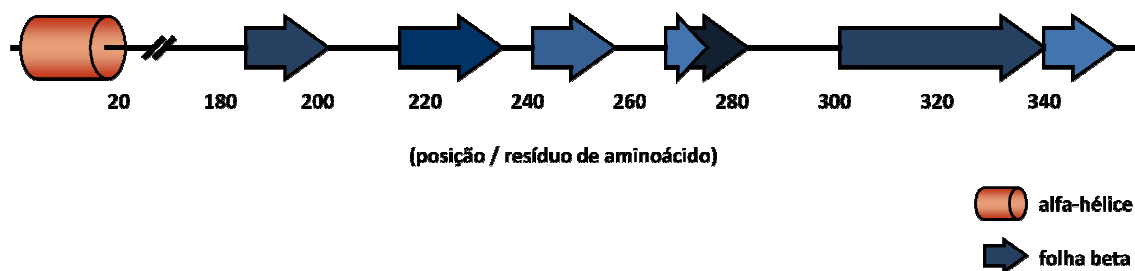 20 180 200 220 240 260 280 300 320 340
(posição / resíduo de aminoácido)
alfa-hélice
folha beta